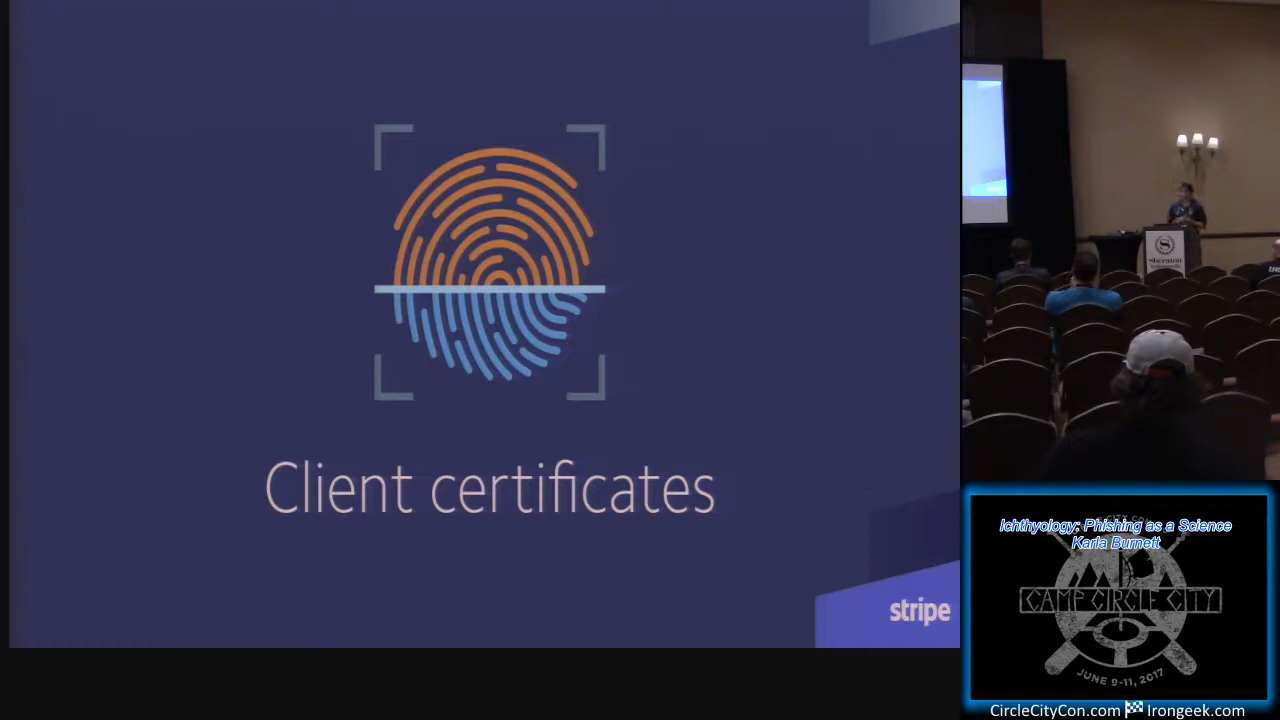 Client certificates
stripe
Sheraton
Ichthyology: Phishing as a Science
Karla Burnett
CAMP CIRCLE CITY
JUNE 9-11, 2017
CircleCityCon.com Irongeek.com